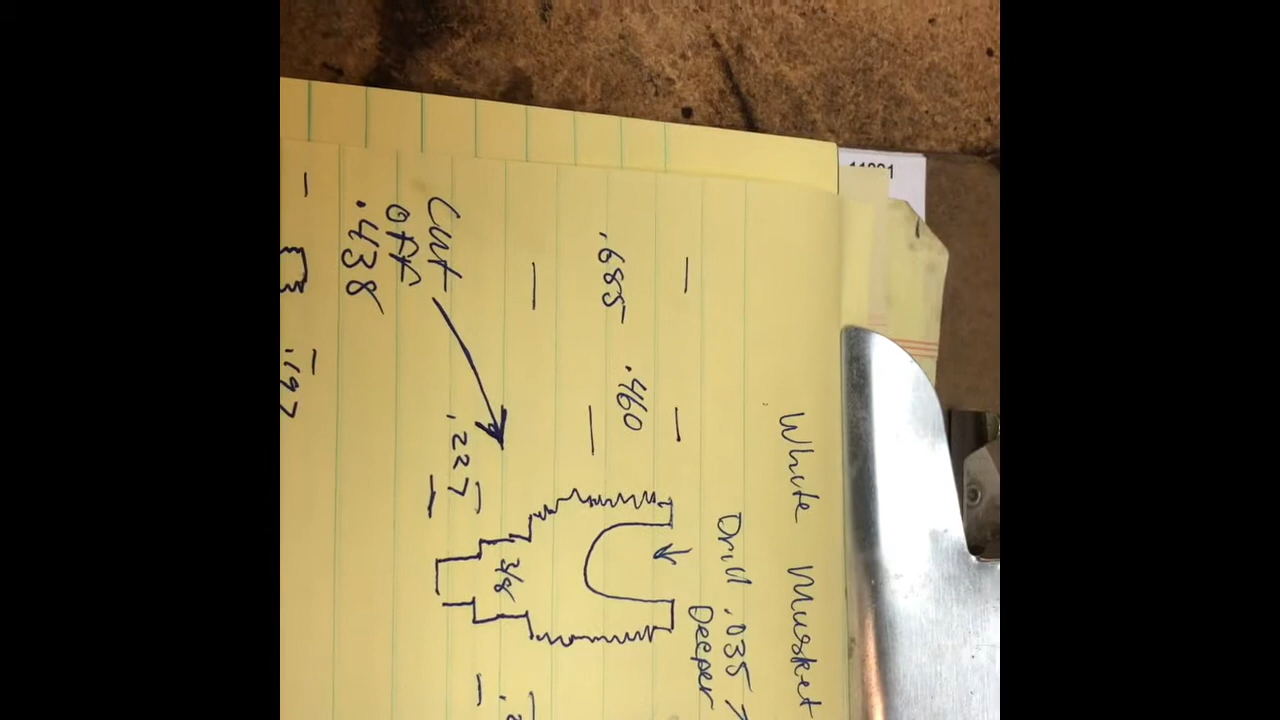 White Musket
Drill .035
Deeper
.685
.460
Cut
off
.438
.227
3/8
.197